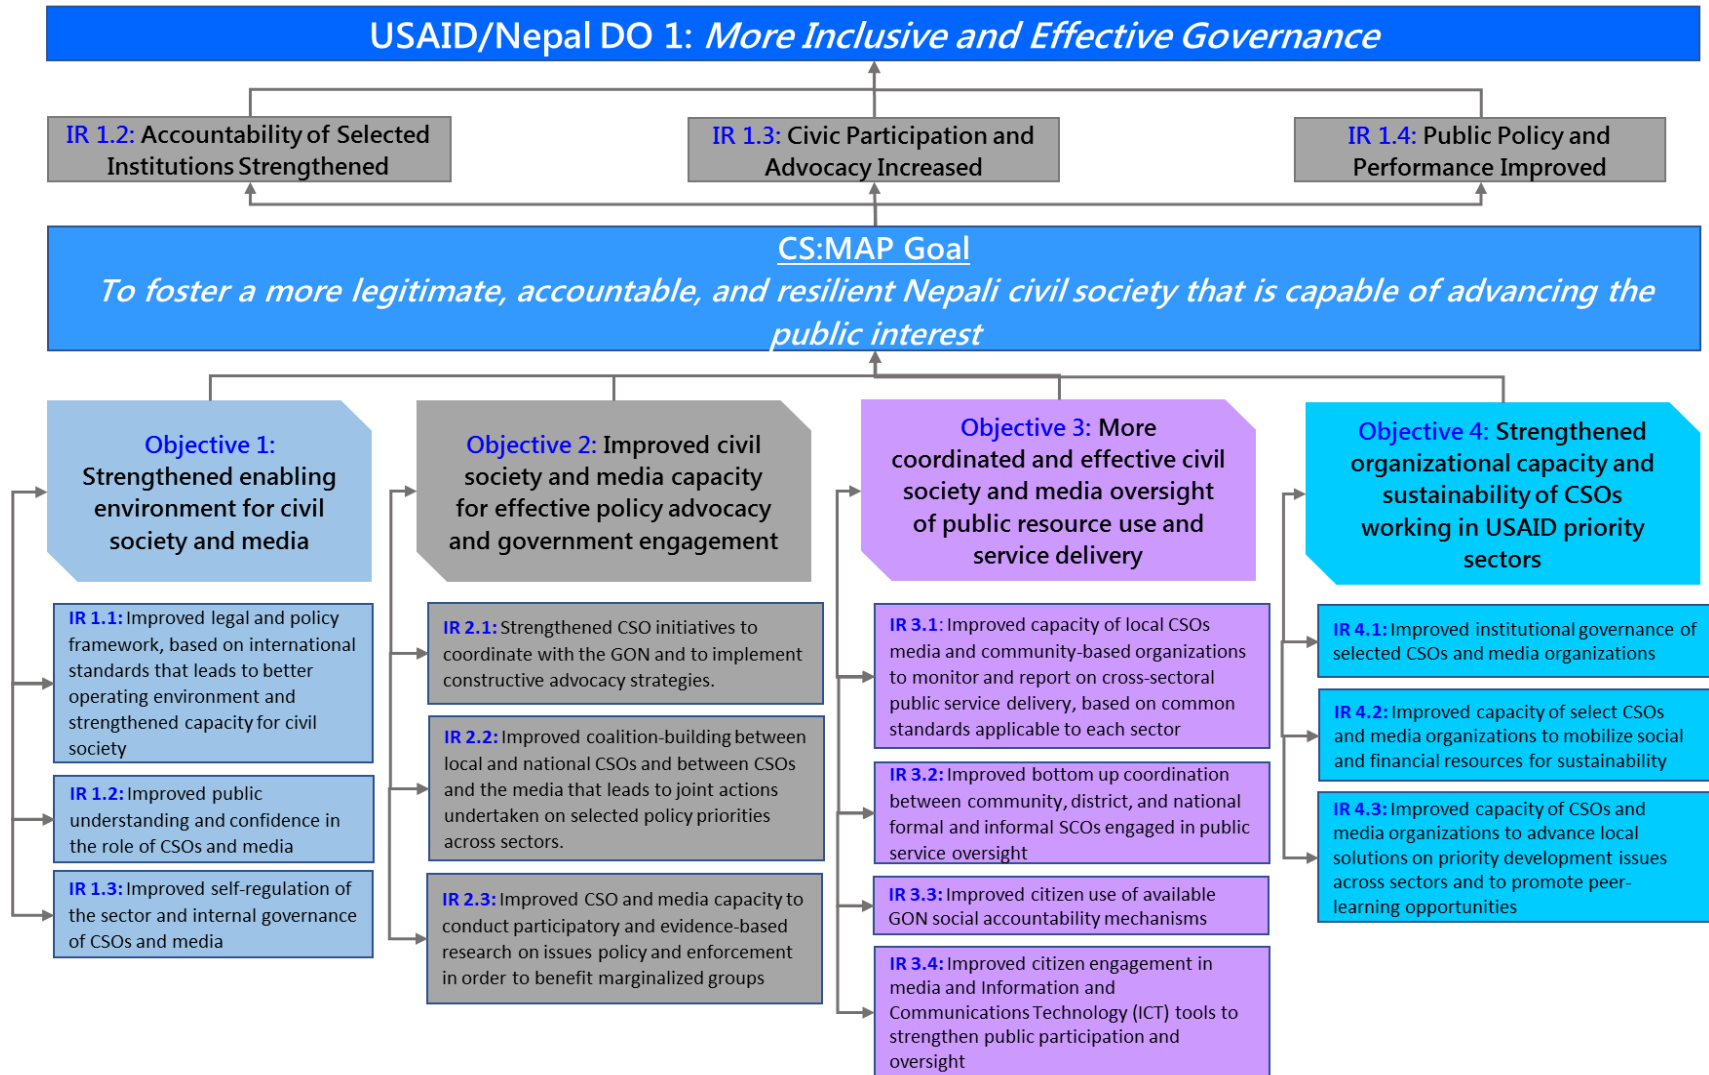 USAID/Nepal DO 1: More Inclusive and Effective Governance
IR 1.2: Accountability of Selected
Institutions Strengthened
IR 1.3: Civic Participation and
Advocacy Increased
IR 1.4: Public Policy and
Performance Improved
CS:MAP Goal
To foster a more legitimate, accountable, and resilient Nepali civil society that is capable of advancing the
public interest
Objective 1:
Strengthened enabling
environment for civil
society and media
IR 1.1: Improved legal and policy
framework, based on international
standards that leads to better
operating environment and
strengthened capacity for civil
society
IR 1.2: Improved public
understanding and confidence in
the role of CSOs and media
IR 1.3: Improved self-regulation of
the sector and internal governance
of CSOs and media
Objective 2: Improved civil
society and media capacity
for effective policy advocacy
and government engagement
IR 2.1: Strengthened CSO initiatives to
coordinate with the GON and to implement
constructive advocacy strategies.
IR 2.2: Improved coalition-building between
local and national CSOs and between CSOs
and the media that leads to joint actions
undertaken on selected policy priorities
across sectors.
IR 2.3: Improved CSO and media capacity to
conduct participatory and evidence-based
research on issues policy and enforcement
in order to benefit marginalized groups
Objective 3: More
coordinated and effective civil
society and media oversight
of public resource use and
service delivery
IR 3.1: Improved capacity of local CSOs
media and community-based organizations
to monitor and report on cross-sectoral
public service delivery, based on common
standards applicable to each sector
IR 3.2: Improved bottom up coordination
between community, district, and national
formal and informal SCOs engaged in public
service oversight
IR 3.3: Improved citizen use of available
GON social accountability mechanisms
IR 3.4: Improved citizen engagement in
media and Information and
Communications Technology (ICT) tools to
strengthen public participation and
oversight
Objective 4: Strengthened
organizational capacity and
sustainability of CSOs
working in USAID priority
sectors
IR 4.1: Improved institutional governance of
selected CSOs and media organizations
IR 4.2: Improved capacity of select CSOs
and media organizations to mobilize social
and financial resources for sustainability
IR 4.3: Improved capacity of CSOs and
media organizations to advance local
solutions on priority development issues
across sectors and to promote peer-
learning opportunities